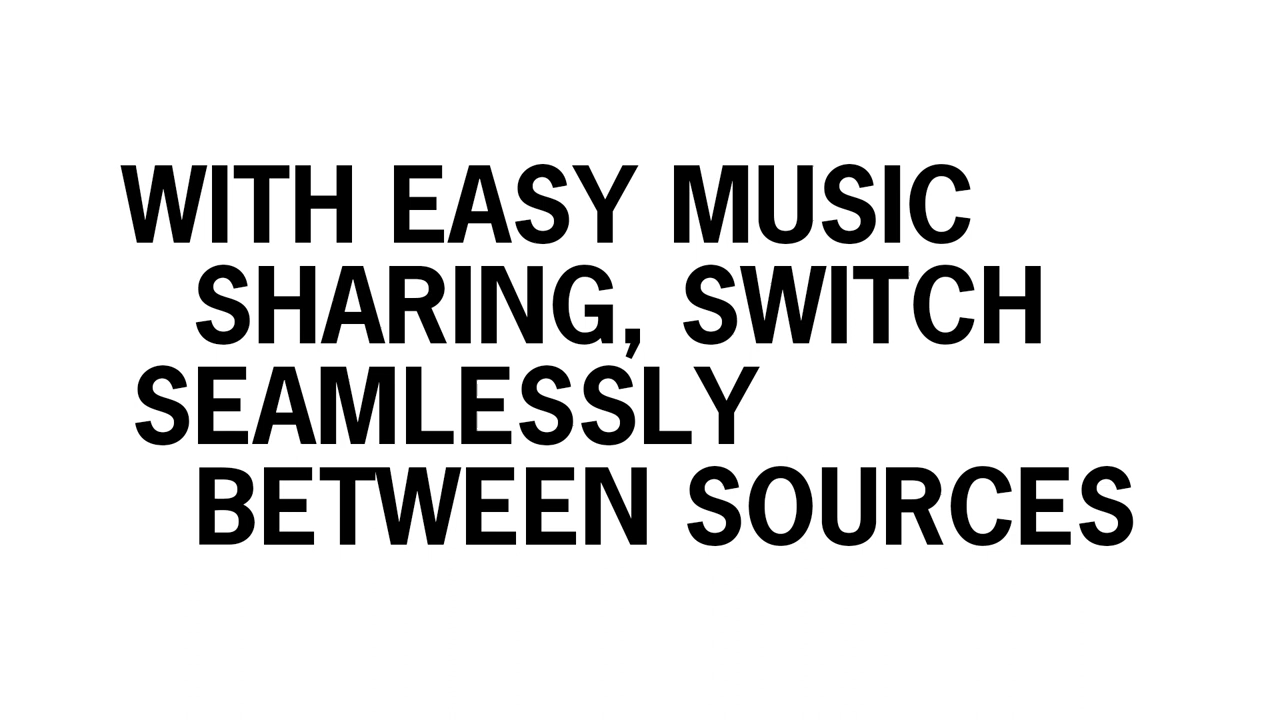 WITH EASY MUSIC
SHARING, SWITCH
SEAMLESSLY
BETWEEN SOURCES